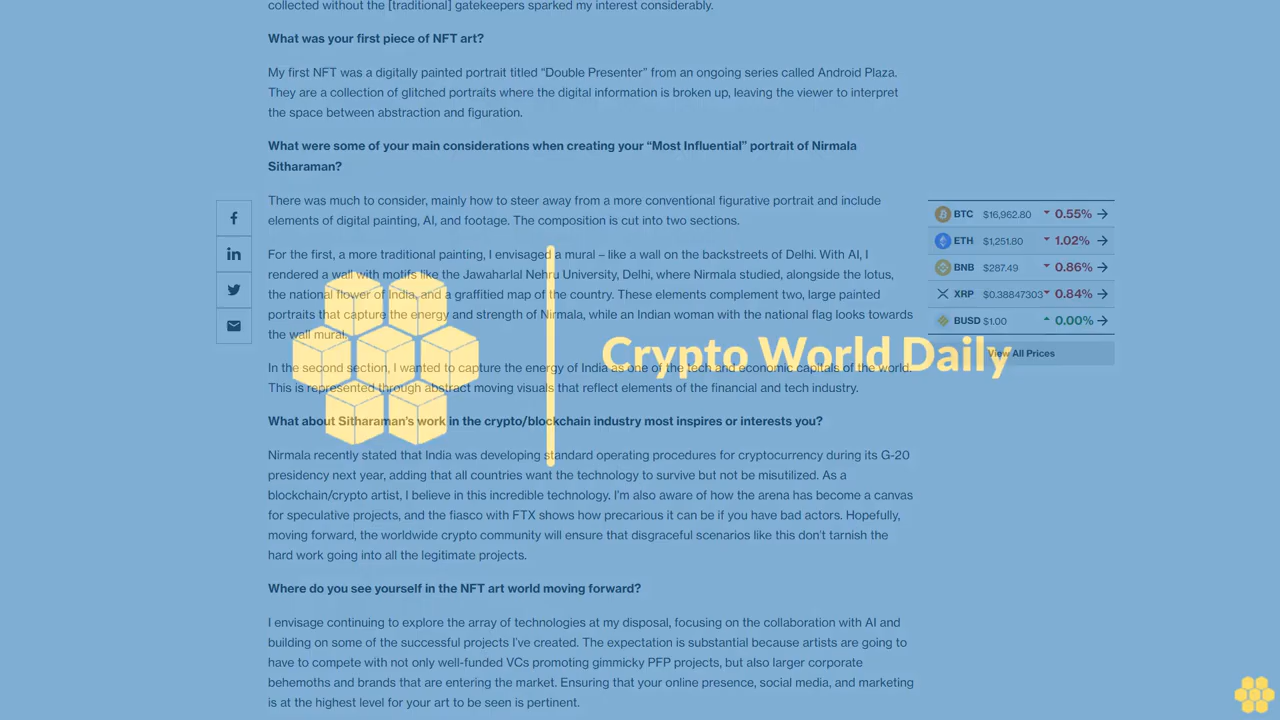 collected without the [traditional] gatekeepers sparked my interest considerably.
What was your first piece of NFT art?
My first NFT was a digitally painted portrait titled “Double Presenter” from an ongoing series called Android Plaza.
They are a collection of glitched portraits where the digital information is broken up, leaving the viewer to interpret
the space between abstraction and figuration.
What were some of your main considerations when creating your “Most Influential” portrait of Nirmala
Sitharaman?
There was much to consider, mainly how to steer away from a more conventional figurative portrait and include
elements of digital painting, AI, and footage. The composition is cut into two sections.
For the first, a more traditional painting, I envisaged a mural – like a wall on the backstreets of Delhi. With AI, I
rendered a wall with motifs like the Jawaharlal Nehru University, Delhi, where Nirmala studied, alongside the lotus,
the national flower of India, and a graffitied map of the country. These elements complement two, large painted
portraits that capture the energy and strength of Nirmala, while an Indian woman with the national flag looks towards
the wall mural.
In the second section, I wanted to capture the energy of India as one of the tech and economic capitals of the world.
This is represented through abstract moving visuals that reflect elements of the financial and tech industry.
What about Sitharaman’s work in the crypto/blockchain industry most inspires or interests you?
Nirmala recently stated that India was developing standard operating procedures for cryptocurrency during its G-20
presidency next year, adding that all countries want the technology to survive but not be misutilized. As a
blockchain/crypto artist, I believe in this incredible technology. I’m also aware of how the arena has become a canvas
for speculative projects, and the fiasco with FTX shows how precarious it can be if you have bad actors. Hopefully,
moving forward, the worldwide crypto community will ensure that disgraceful scenarios like this don’t tarnish the
hard work going into all the legitimate projects.
Where do you see yourself in the NFT art world moving forward?
I envisage continuing to explore the array of technologies at my disposal, focusing on the collaboration with AI and
building on some of the successful projects I’ve created. The expectation is substantial because artists are going to
have to compete with not only well-funded VCs promoting gimmicky PFP projects, but also larger corporate
behemoths and brands that are entering the market. Ensuring that your online presence, social media, and marketing
is at the highest level for your art to be seen is pertinent.
BTC $16,962.80 0.55%
ETH $1,251.80 1.02%
BNB $287.49 0.86%
XRP $0.38847303 0.84%
BUSD $1.00 0.00%
View All Prices
Crypto World Daily